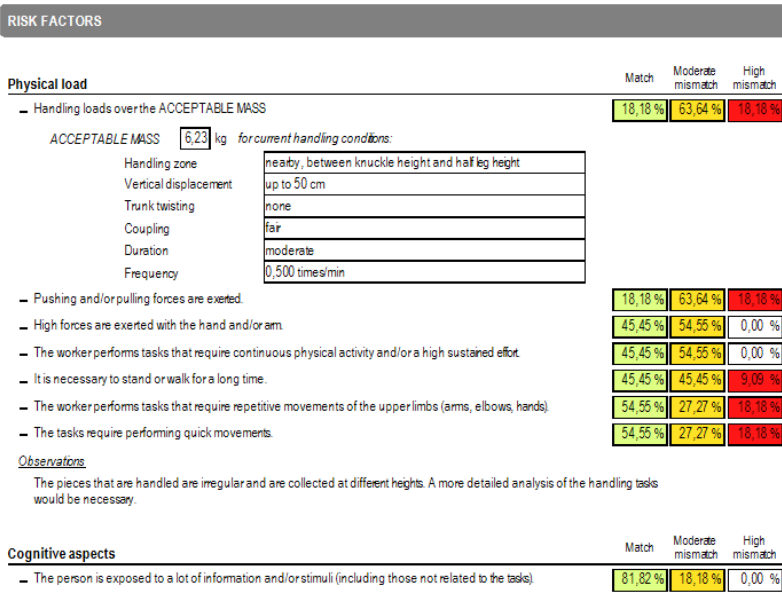 RISK FACTORS
Physical load Match Moderate mismatch High mismatch
– Handling loads over the ACCEPTABLE MASS 18,18 % 63,64 % 18,18 %
ACCEPTABLE MASS 6,23 kg for current handling conditions:
Handling zone nearby, between knuckle height and half leg height
Vertical displacement up to 50 cm
Trunk twisting none
Coupling fair
Duration moderate
Frequency 0,500 times/min
– Pushing and/or pulling forces are exerted. 18,18 % 63,64 % 18,18 %
– High forces are exerted with the hand and/or arm. 45,45 % 54,55 % 0,00 %
– The worker performs tasks that require continuous physical activity and/or a high sustained effort. 45,45 % 54,55 % 0,00 %
– It is necessary to stand or walk for a long time. 45,45 % 45,45 % 9,09 %
– The worker performs tasks that require repetitive movements of the upper limbs (arms, elbows, hands). 54,55 % 27,27 % 18,18 %
– The tasks require performing quick movements. 54,55 % 27,27 % 18,18 %
Observations
The pieces that are handled are irregular and are collected at different heights. A more detailed analysis of the handling tasks
would be necessary.
Cognitive aspects Match Moderate mismatch High mismatch
– The person is exposed to a lot of information and/or stimuli (including those not related to the tasks). 81,82 % 18,18 % 0,00 %